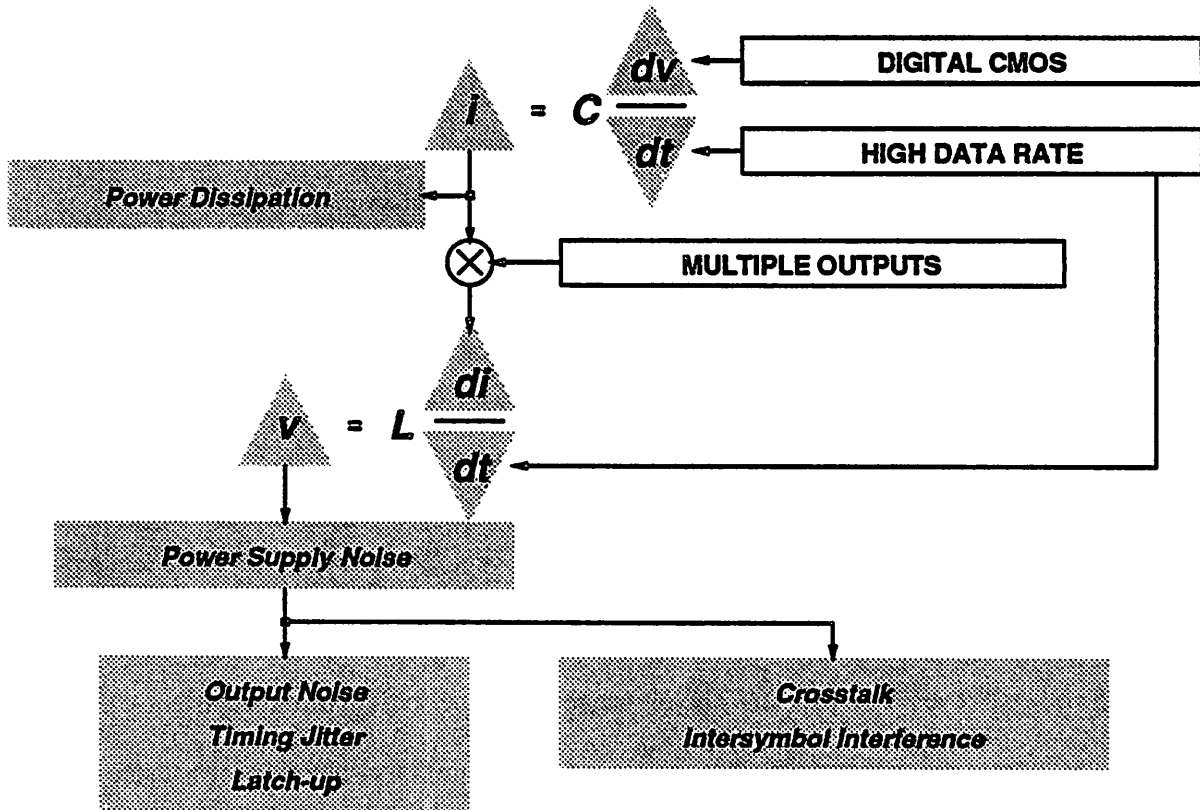 dv
DIGITAL CMOS
i = C
dt
HIGH DATA RATE
Power Dissipation
MULTIPLE OUTPUTS
di
v = L
dt
Power Supply Noise
Output Noise
Timing Jitter
Latch-up
Crosstalk
Intersymbol Interference